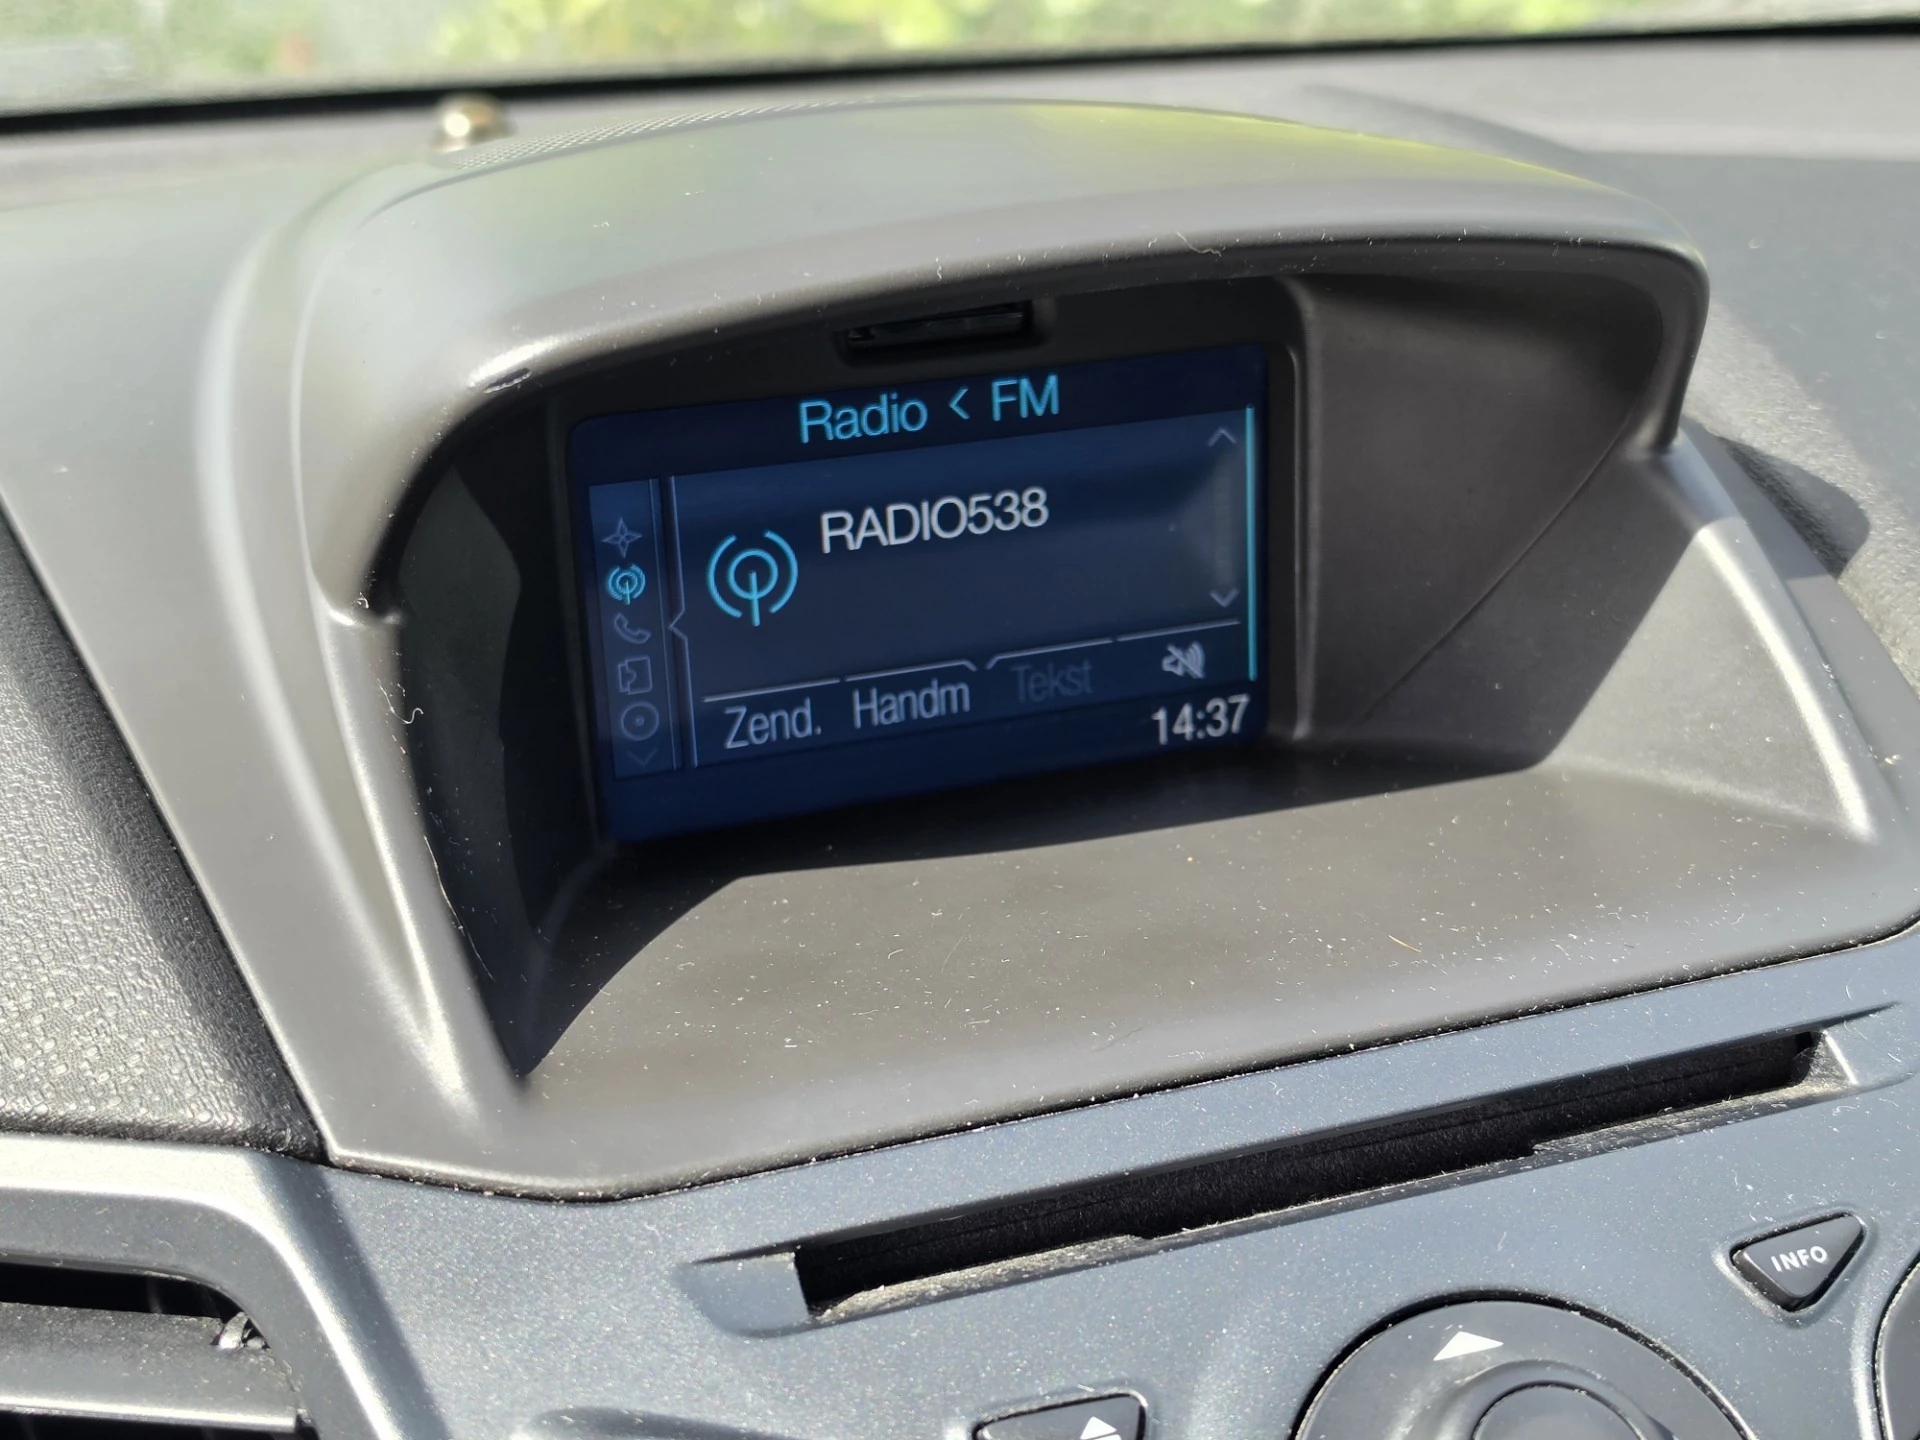 Radio < FM
RADIO538
Zend. Handm Tekst
14:37
INFO